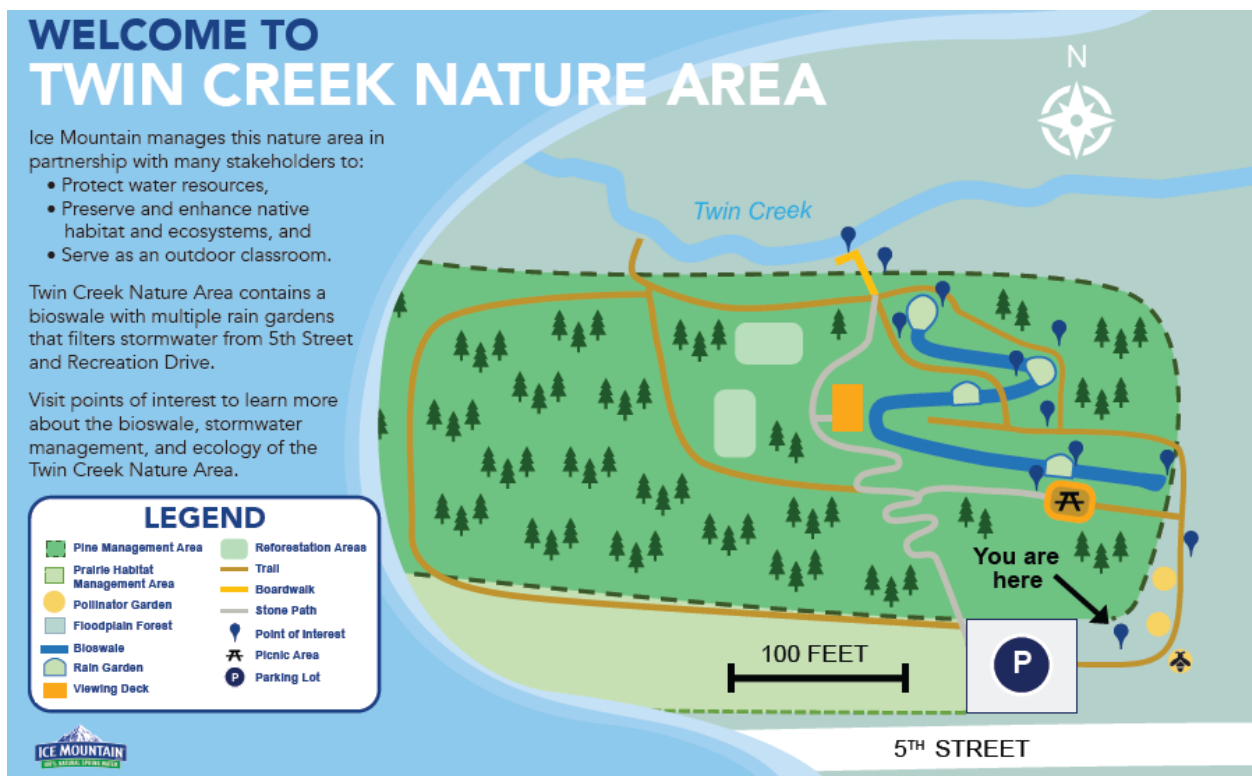 WELCOME TO
TWIN CREEK NATURE AREA
Ice Mountain manages this nature area in
partnership with many stakeholders to:
• Protect water resources,
• Preserve and enhance native
habitat and ecosystems, and
• Serve as an outdoor classroom.
Twin Creek Nature Area contains a
bioswale with multiple rain gardens
that filters stormwater from 5th Street
and Recreation Drive.
Visit points of interest to learn more
about the bioswale, stormwater
management, and ecology of the
Twin Creek Nature Area.
LEGEND
Pine Management Area
Prairie Habitat
Management Area
Pollinator Garden
Floodplain Forest
Bioswale
Rain Garden
Viewing Deck
Reforestation Areas
Trail
Boardwalk
Stone Path
Point of Interest
Picnic Area
P Parking Lot
ICE MOUNTAIN
100% NATURAL SPRING WATER
N
Twin Creek
You are
here
100 FEET
P
5TH STREET